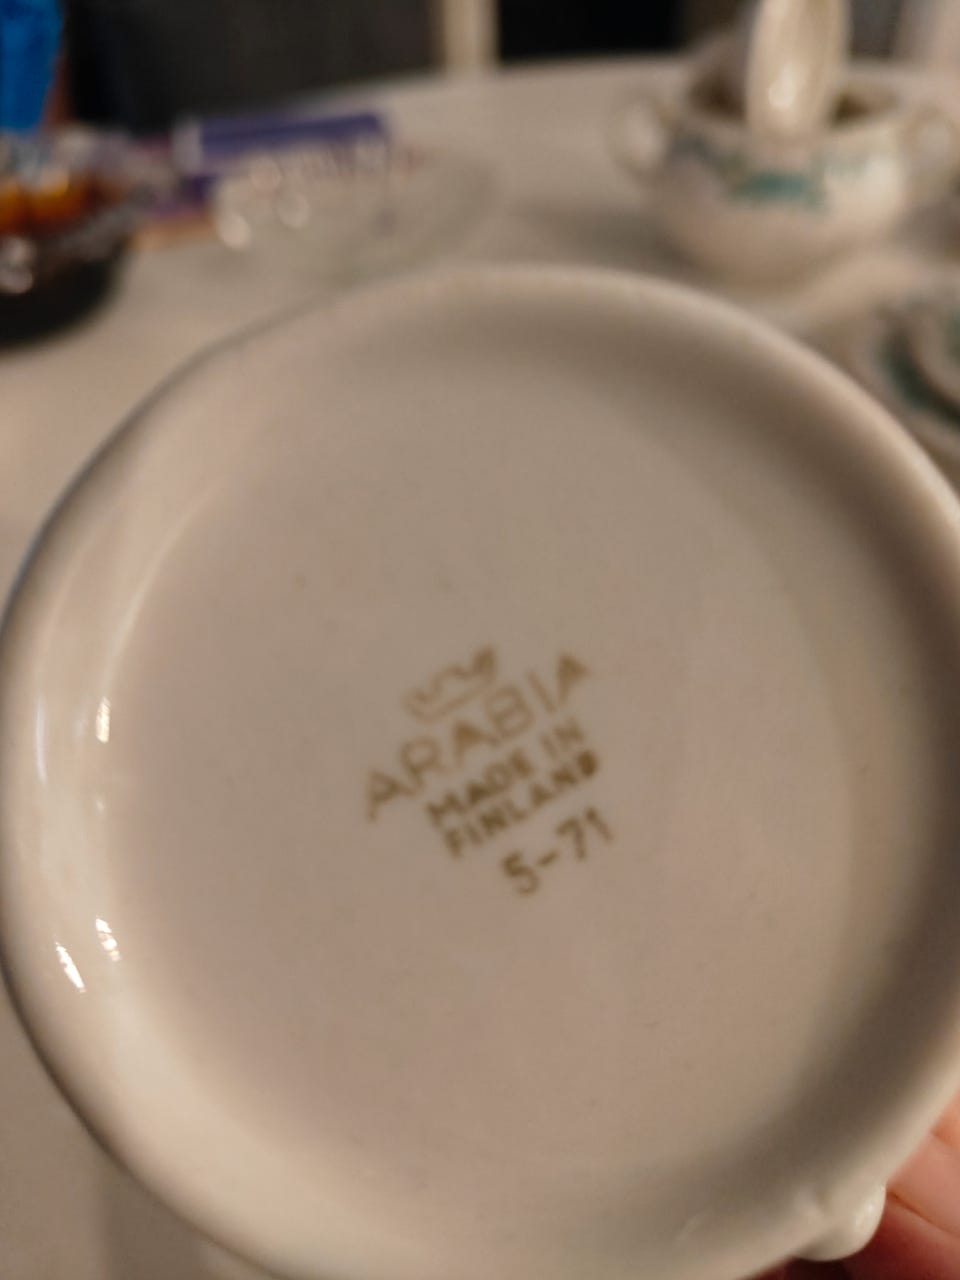 ARABIA
MADE IN
FINLAND
5-71